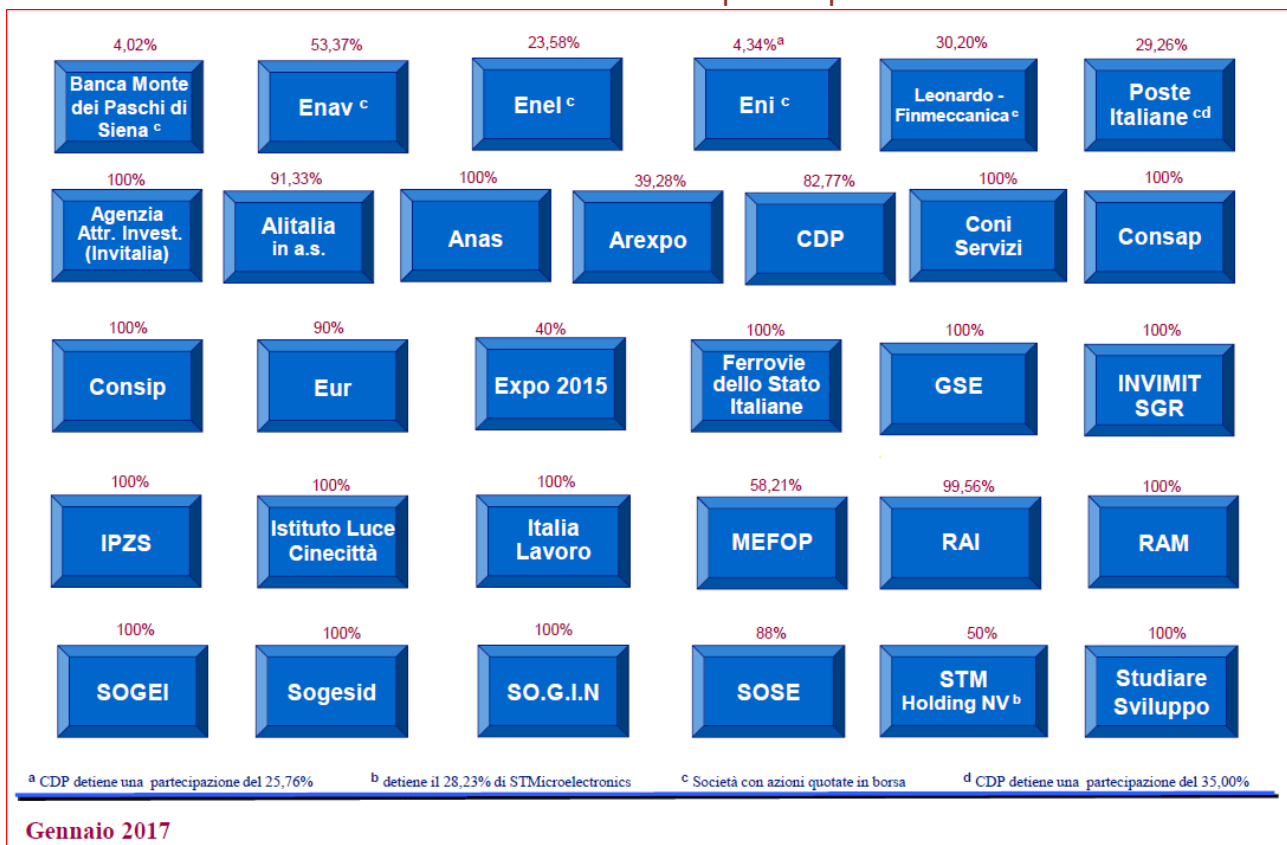 4,02% 53,37% 23,58% 4,34%ᵃ 30,20% 29,26%
Banca Monte
dei Paschi di
Siena ᶜ
Enav ᶜ
Enel ᶜ
Eni ᶜ
Leonardo -
Finmeccanica ᶜ
Poste
Italiane ᶜᵈ
100% 91,33% 100% 39,28% 82,77% 100% 100%
Agenzia
Attr. Invest.
(Invitalia)
Alitalia
in a.s.
Anas
Arexpo
CDP
Coni
Servizi
Consap
100% 90% 40% 100% 100% 100%
Consip
Eur
Expo 2015
Ferrovie
dello Stato
Italiane
GSE
INVIMIT
SGR
100% 100% 100% 58,21% 99,56% 100%
IPZS
Istituto Luce
Cinecittà
Italia
Lavoro
MEFOP
RAI
RAM
100% 100% 100% 88% 50% 100%
SOGEI
Sogesid
SO.G.I.N
SOSE
STM
Holding NV ᵇ
Studiare
Sviluppo
ᵃ CDP detiene una partecipazione del 25,76% ᵇ detiene il 28,23% di STMicroelectronics ᶜ Società con azioni quotate in borsa ᵈ CDP detiene una partecipazione del 35,00%
Gennaio 2017